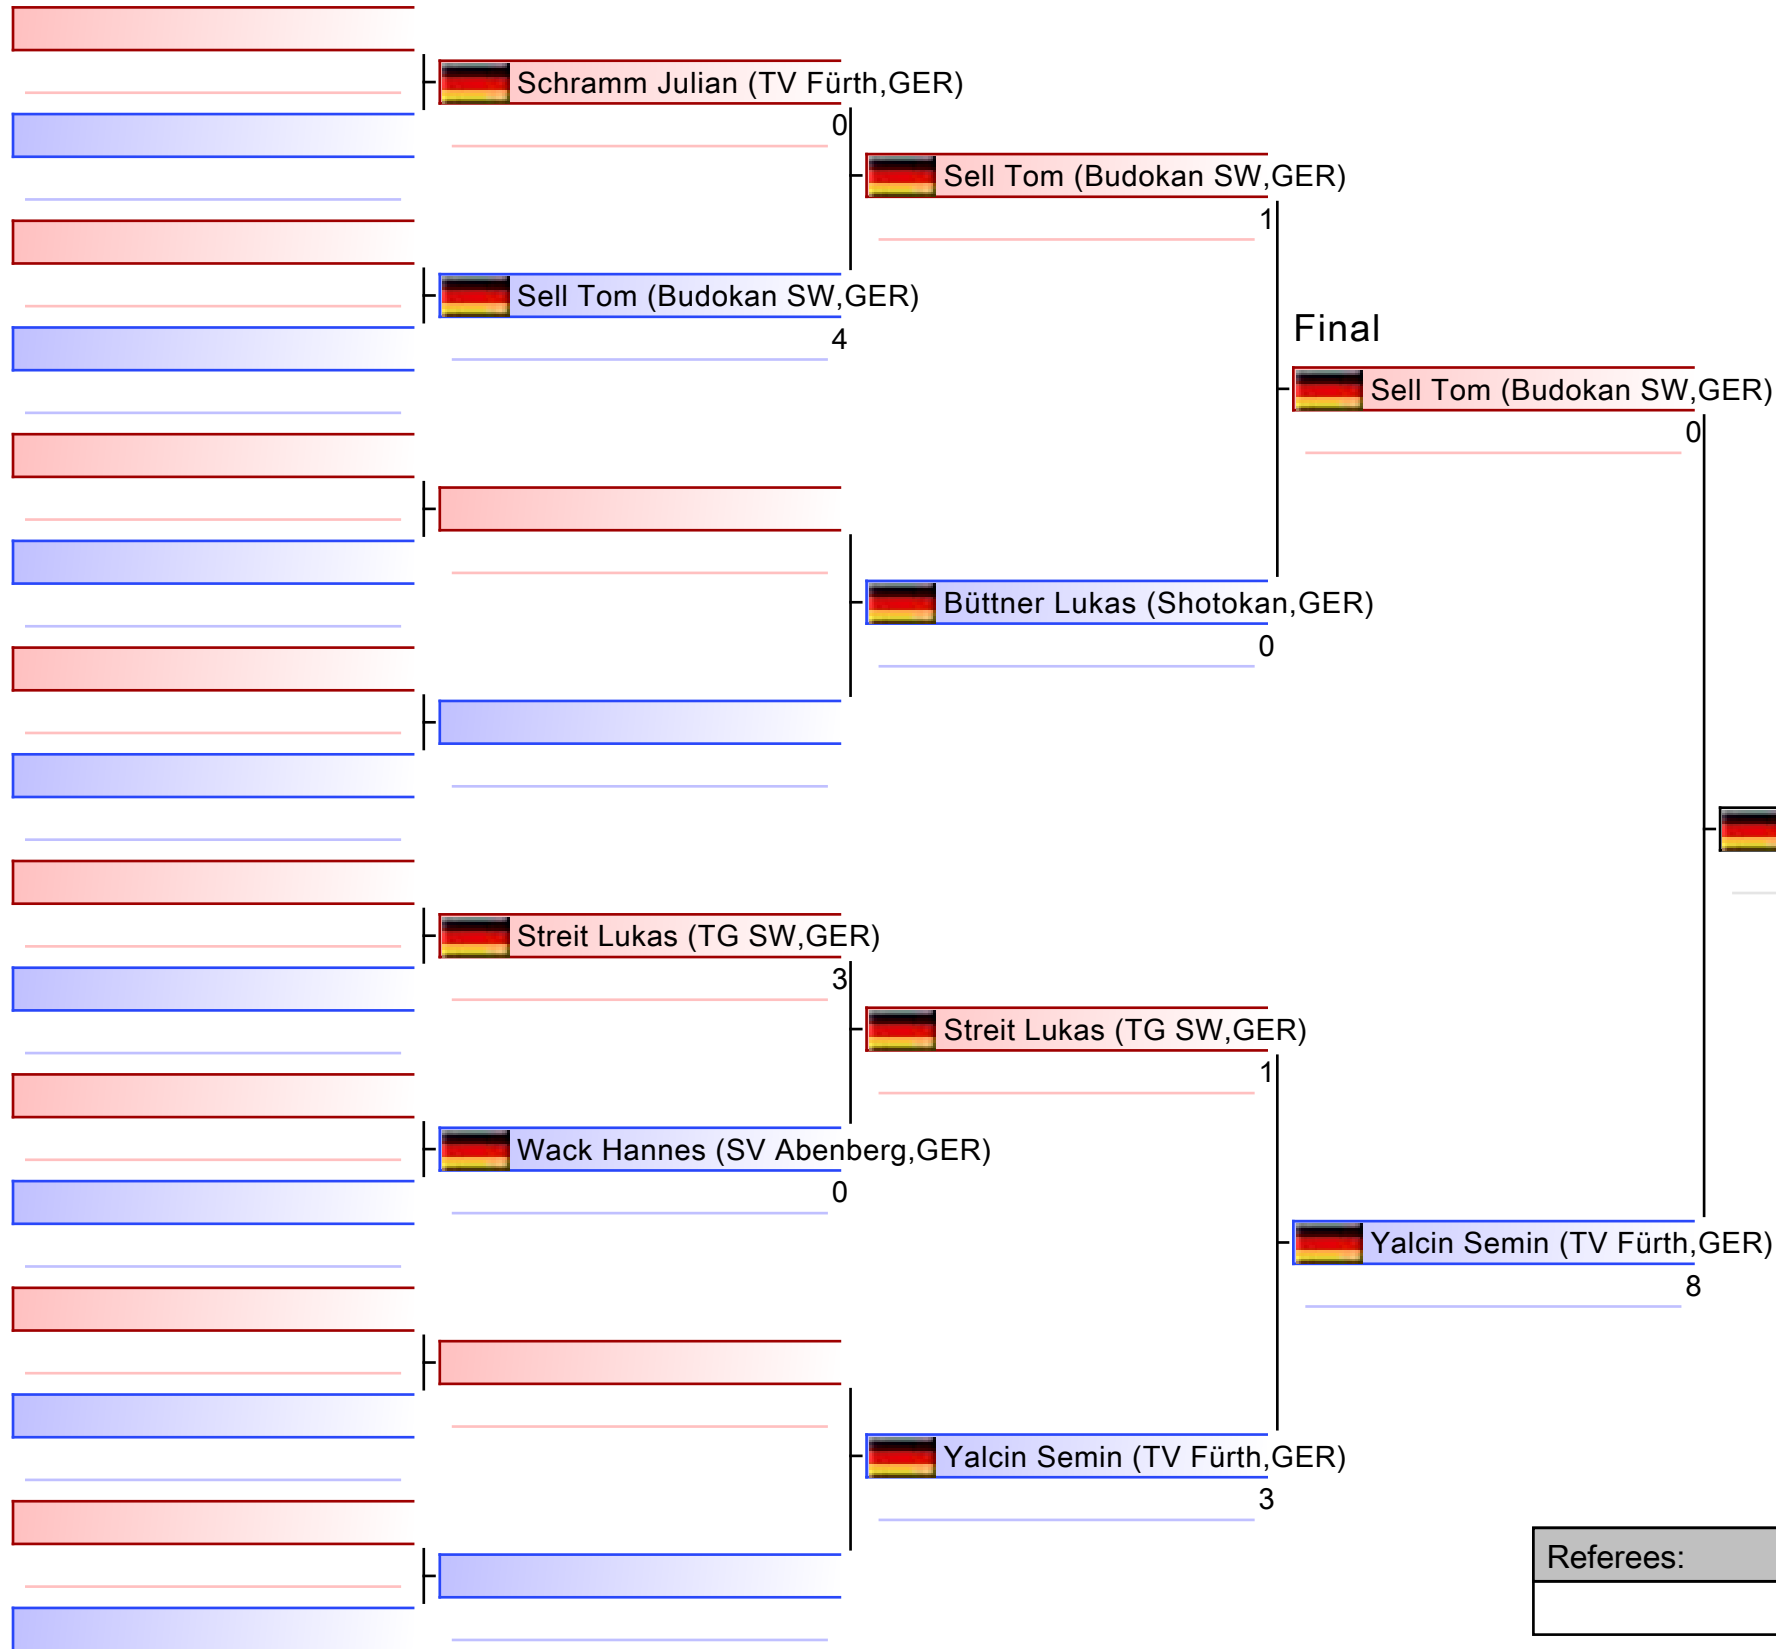 Schramm Julian (TV Fürth,GER)
0
Sell Tom (Budokan SW,GER)
1
Sell Tom (Budokan SW,GER)
4
Final
Sell Tom (Budokan SW,GER)
0
Büttner Lukas (Shotokan,GER)
0
Streit Lukas (TG SW,GER)
3
Streit Lukas (TG SW,GER)
1
Wack Hannes (SV Abenberg,GER)
0
Yalcin Semin (TV Fürth,GER)
8
Yalcin Semin (TV Fürth,GER)
3
Referees: